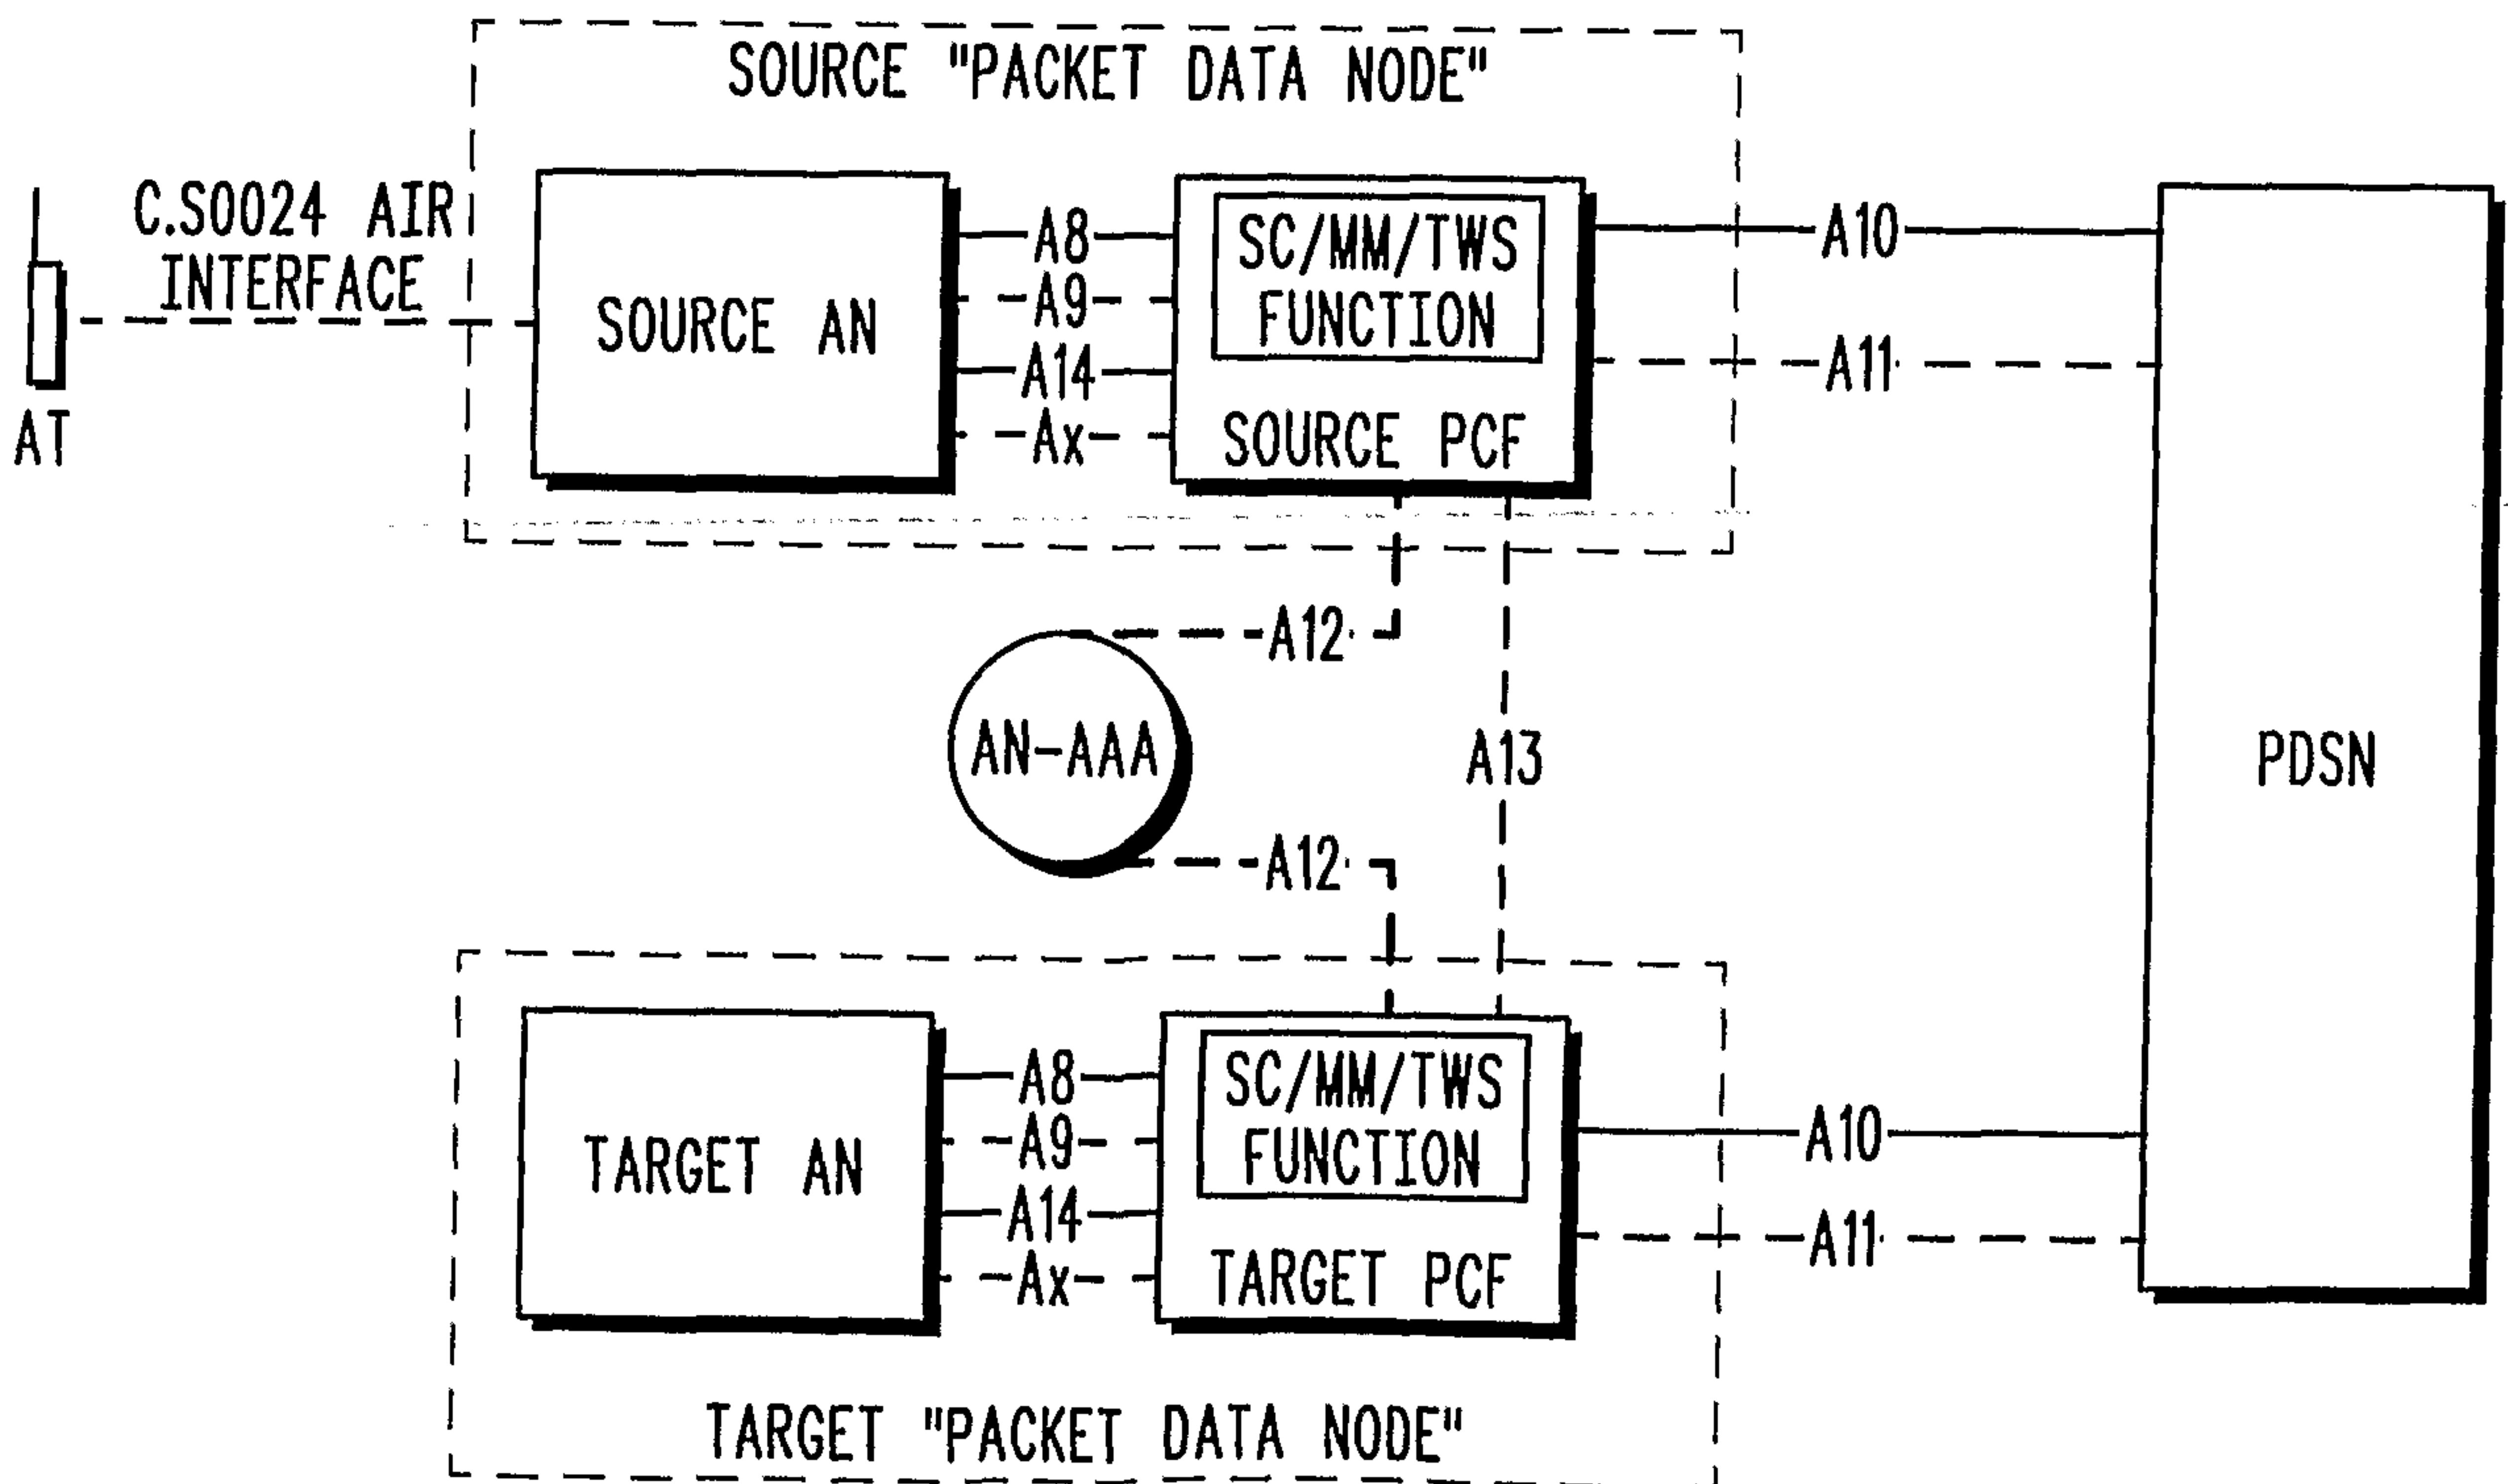 SOURCE "PACKET DATA NODE"
C.S0024 AIR
INTERFACE
AT
SOURCE AN
A8
A9
A14
Ax
SC/MM/TWS
FUNCTION
SOURCE PCF
A10
A11
A12
AN-AAA
A13
A12
PDSN
TARGET AN
A8
A9
A14
Ax
SC/MM/TWS
FUNCTION
TARGET PCF
A10
A11
TARGET "PACKET DATA NODE"